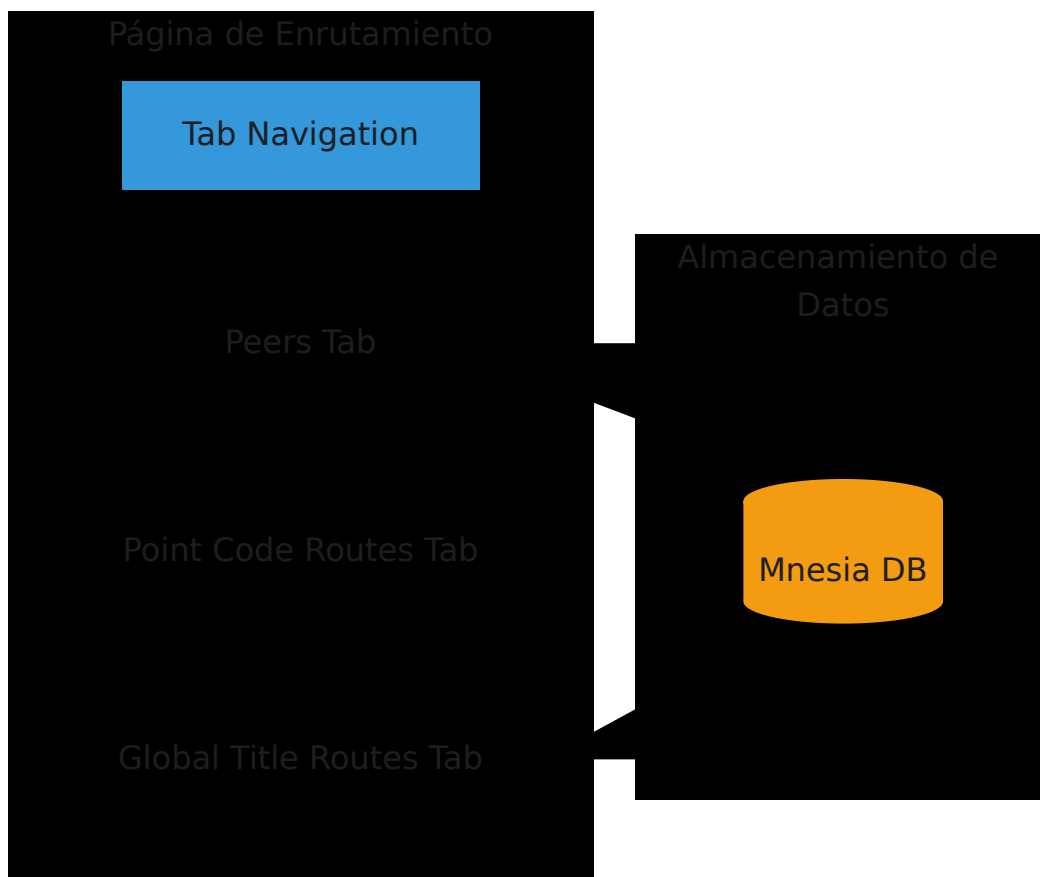 Página de Enrutamiento
Tab Navigation
Peers Tab
Point Code Routes Tab
Global Title Routes Tab
Almacenamiento de
Datos
Mnesia DB